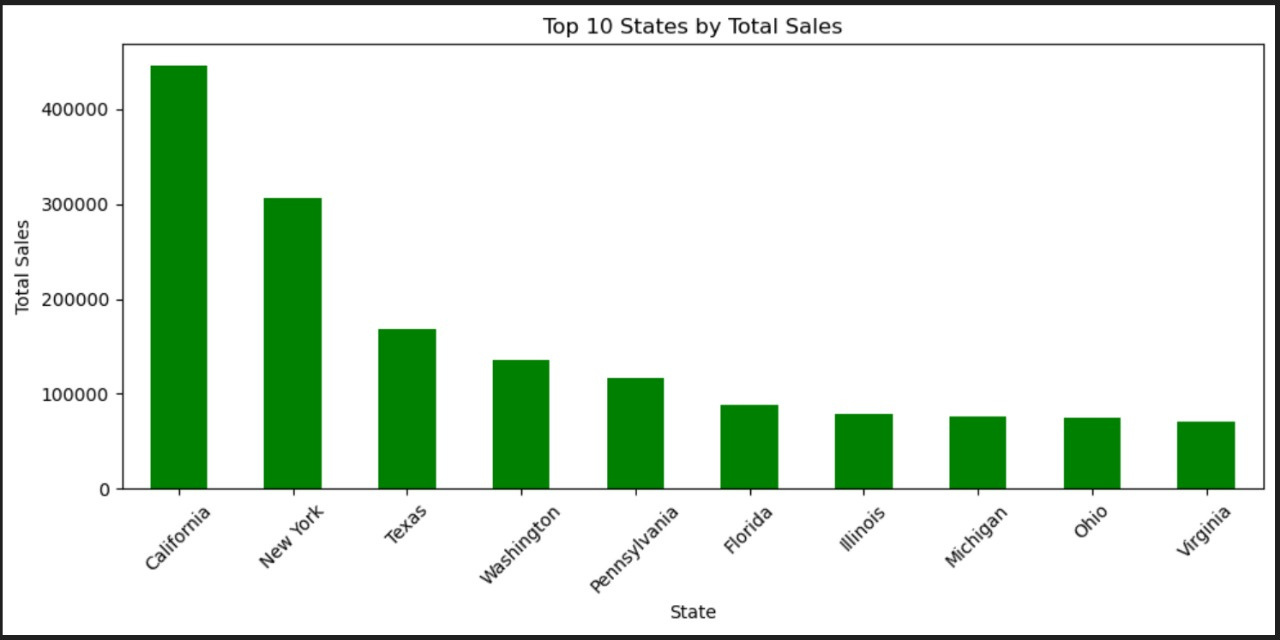 Top 10 States by Total Sales
Total Sales
400000
300000
200000
100000
0
California
New York
Texas
Washington
Pennsylvania
Florida
Illinois
Michigan
Ohio
Virginia
State